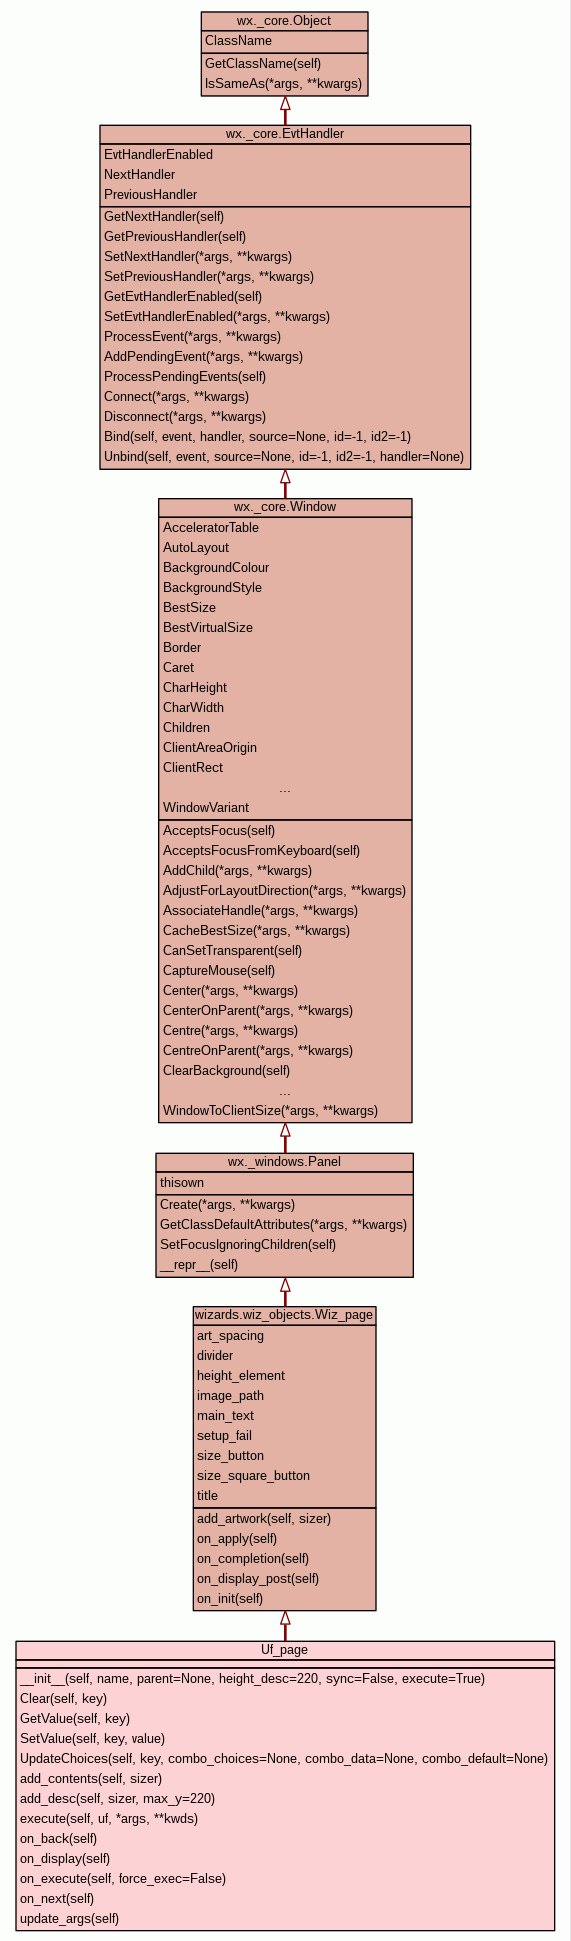 wx._core.Object
ClassName
GetClassName(self)
IsSameAs(*args, **kwargs)
wx._core.EvtHandler
EvtHandlerEnabled
NextHandler
PreviousHandler
GetNextHandler(self)
GetPreviousHandler(self)
SetNextHandler(*args, **kwargs)
SetPreviousHandler(*args, **kwargs)
GetEvtHandlerEnabled(self)
SetEvtHandlerEnabled(*args, **kwargs)
ProcessEvent(*args, **kwargs)
AddPendingEvent(*args, **kwargs)
ProcessPendingEvents(self)
Connect(*args, **kwargs)
Disconnect(*args, **kwargs)
Bind(self, event, handler, source=None, id=-1, id2=-1)
Unbind(self, event, source=None, id=-1, id2=-1, handler=None)
wx._core.Window
AcceleratorTable
AutoLayout
BackgroundColour
BackgroundStyle
BestSize
BestVirtualSize
Border
Caret
CharHeight
CharWidth
Children
ClientAreaOrigin
ClientRect
...
WindowVariant
AcceptsFocus(self)
AcceptsFocusFromKeyboard(self)
AddChild(*args, **kwargs)
AdjustForLayoutDirection(*args, **kwargs)
AssociateHandle(*args, **kwargs)
CacheBestSize(*args, **kwargs)
CanSetTransparent(self)
CaptureMouse(self)
Center(*args, **kwargs)
CenterOnParent(*args, **kwargs)
Centre(*args, **kwargs)
CentreOnParent(*args, **kwargs)
ClearBackground(self)
...
WindowToClientSize(*args, **kwargs)
wx._windows.Panel
thisown
Create(*args, **kwargs)
GetClassDefaultAttributes(*args, **kwargs)
SetFocusIgnoringChildren(self)
__repr__(self)
wizards.wiz_objects.Wiz_page
art_spacing
divider
height_element
image_path
main_text
setup_fail
size_button
size_square_button
title
add_artwork(self, sizer)
on_apply(self)
on_completion(self)
on_display_post(self)
on_init(self)
Uf_page
__init__(self, name, parent=None, height_desc=220, sync=False, execute=True)
Clear(self, key)
GetValue(self, key)
SetValue(self, key, value)
UpdateChoices(self, key, combo_choices=None, combo_data=None, combo_default=None)
add_contents(self, sizer)
add_desc(self, sizer, max_y=220)
execute(self, uf, *args, **kwds)
on_back(self)
on_display(self)
on_execute(self, force_exec=False)
on_next(self)
update_args(self)